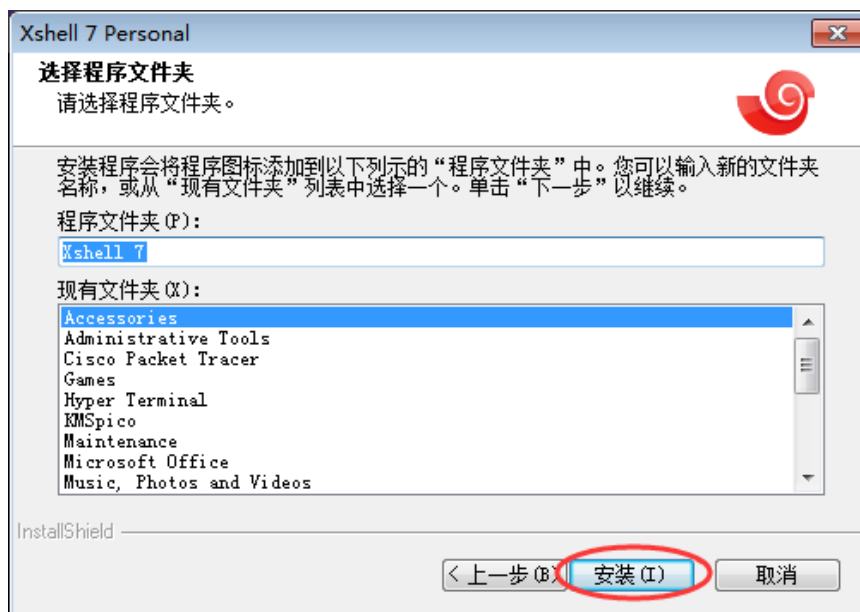 Xshell 7 Personal
选择程序文件夹
请选择程序文件夹。
安装程序会将程序图标添加到以下列示的“程序文件夹”中。您可以输入新的文件夹
名称，或从“现有文件夹”列表中选择一个。单击“下一步”以继续。
程序文件夹(P)：
Xshell 7
现有文件夹(X)：
Accessories
Administrative Tools
Cisco Packet Tracer
Games
Hyper Terminal
KMSpico
Maintenance
Microsoft Office
Music, Photos and Videos
InstallShield
< 上一步(B) 安装(I) 取消